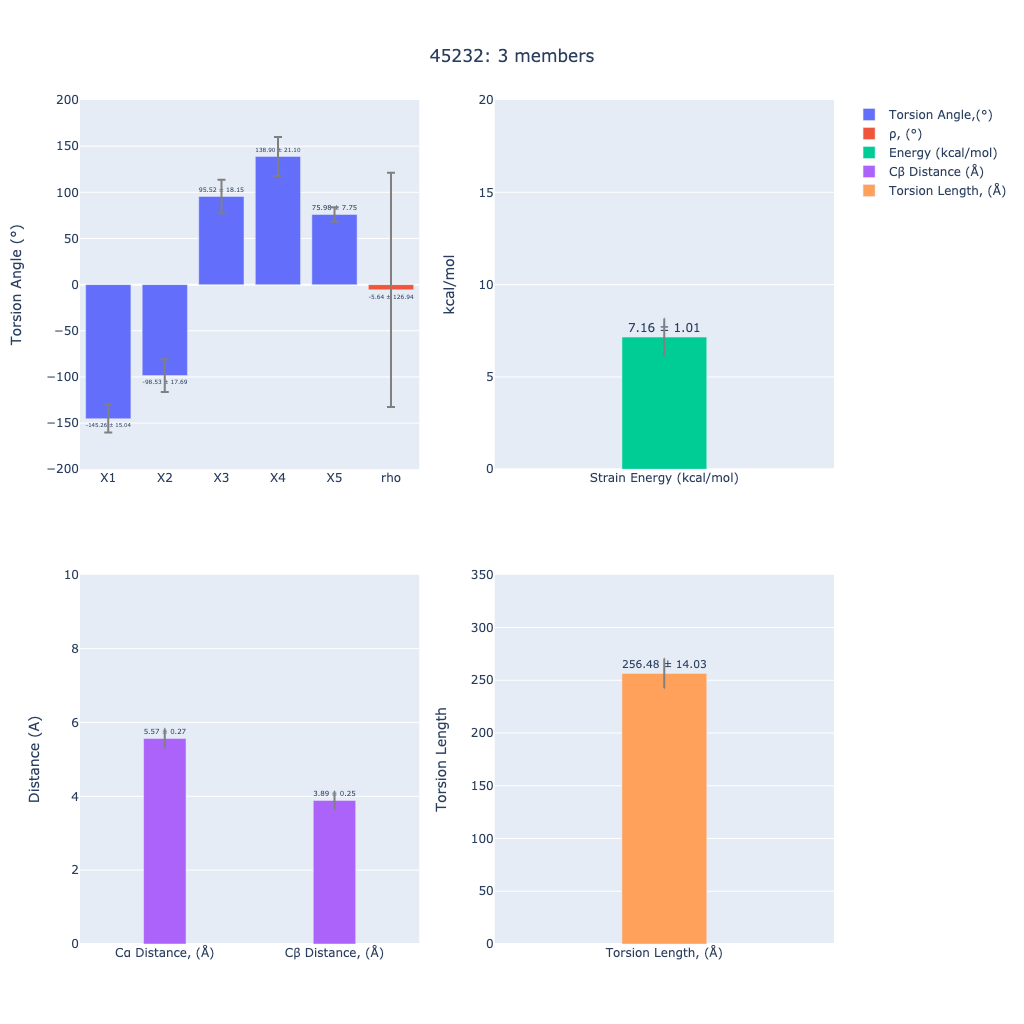 45232: 3 members
Torsion Angle,(°)
ρ, (°)
Energy (kcal/mol)
Cβ Distance (Å)
Torsion Length, (Å)
Torsion Angle (°)
200
150
100
50
0
−50
−100
−150
−200
-145.26 ± 15.04
-98.53 ± 17.69
95.52 ± 18.15
138.90 ± 21.10
75.98 ± 7.75
-5.64 ± 126.94
X1
X2
X3
X4
X5
rho
kcal/mol
20
15
10
5
0
7.16 ± 1.01
Strain Energy (kcal/mol)
Distance (A)
10
8
6
4
2
0
5.57 ± 0.27
3.89 ± 0.25
Cα Distance, (Å)
Cβ Distance, (Å)
Torsion Length
350
300
250
200
150
100
50
0
256.48 ± 14.03
Torsion Length, (Å)